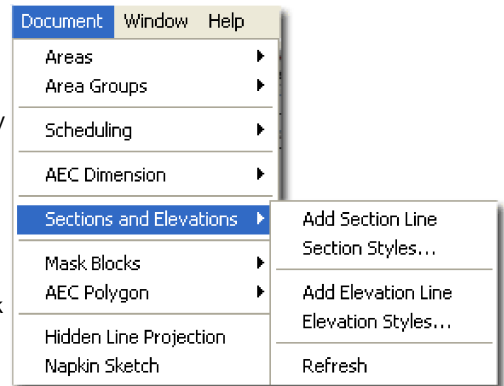 Document Window Help
Areas
Area Groups
Scheduling
AEC Dimension
Sections and Elevations
Mask Blocks
AEC Polygon
Hidden Line Projection
Napkin Sketch
Add Section Line
Section Styles...
Add Elevation Line
Elevation Styles...
Refresh